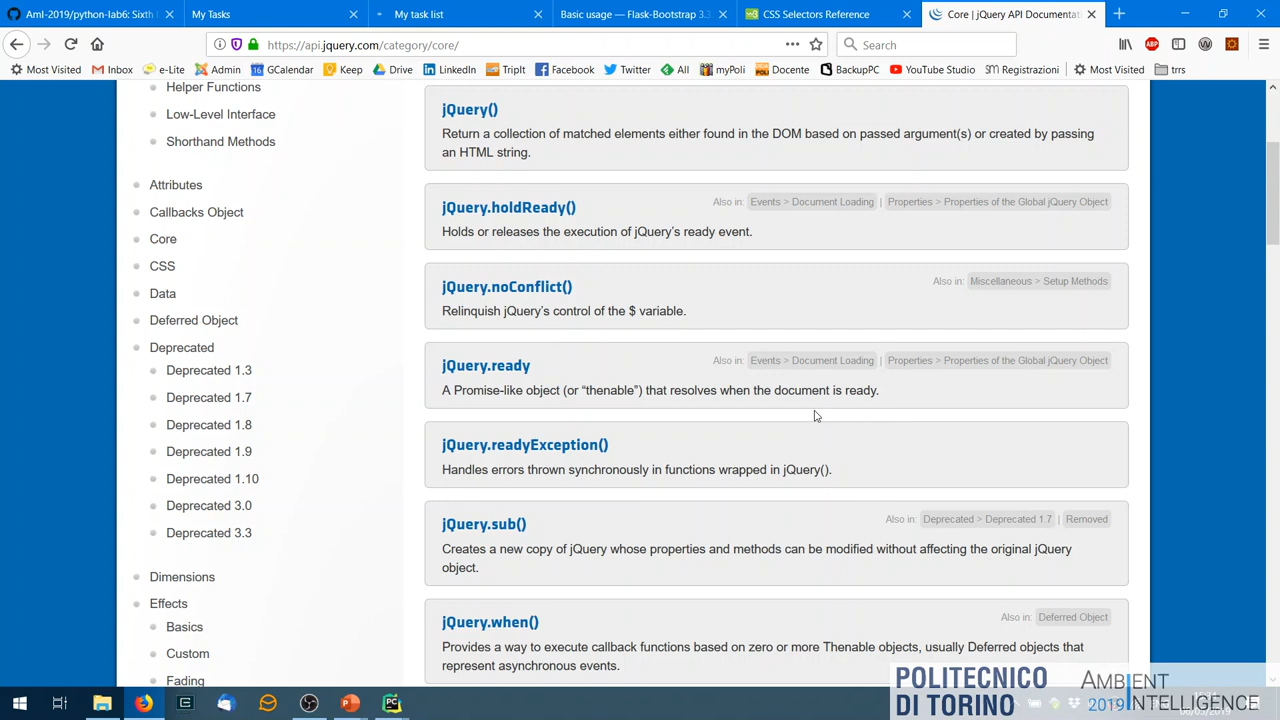 AmI-2019/python-lab6: Sixth
My Tasks
My task list
Basic usage — Flask-Bootstrap 3.3
CSS Selectors Reference
Core | jQuery API Documentati
https://api.jquery.com/category/core/
Search
Most Visited
Inbox
e-Lite
Admin
GCalendar
Keep
Drive
LinkedIn
TripIt
Facebook
Twitter
All
myPoli
Docente
BackupPC
YouTube Studio
Registrazioni
Most Visited
trrs
Helper Functions
Low-Level Interface
Shorthand Methods
Attributes
Callbacks Object
Core
CSS
Data
Deferred Object
Deprecated
Deprecated 1.3
Deprecated 1.7
Deprecated 1.8
Deprecated 1.9
Deprecated 1.10
Deprecated 3.0
Deprecated 3.3
Dimensions
Effects
Basics
Custom
Fading
jQuery()
Return a collection of matched elements either found in the DOM based on passed argument(s) or created by passing
an HTML string.
jQuery.holdReady()
Also in: Events > Document Loading | Properties > Properties of the Global jQuery Object
Holds or releases the execution of jQuery's ready event.
jQuery.noConflict()
Also in: Miscellaneous > Setup Methods
Relinquish jQuery's control of the $ variable.
jQuery.ready
Also in: Events > Document Loading | Properties > Properties of the Global jQuery Object
A Promise-like object (or “thenable”) that resolves when the document is ready.
jQuery.readyException()
Handles errors thrown synchronously in functions wrapped in jQuery().
jQuery.sub()
Also in: Deprecated > Deprecated 1.7 | Removed
Creates a new copy of jQuery whose properties and methods can be modified without affecting the original jQuery
object.
jQuery.when()
Also in: Deferred Object
Provides a way to execute callback functions based on zero or more Thenable objects, usually Deferred objects that
represent asynchronous events.
POLITECNICO
DI TORINO
AMBIENT
2019 INTELLIGENCE